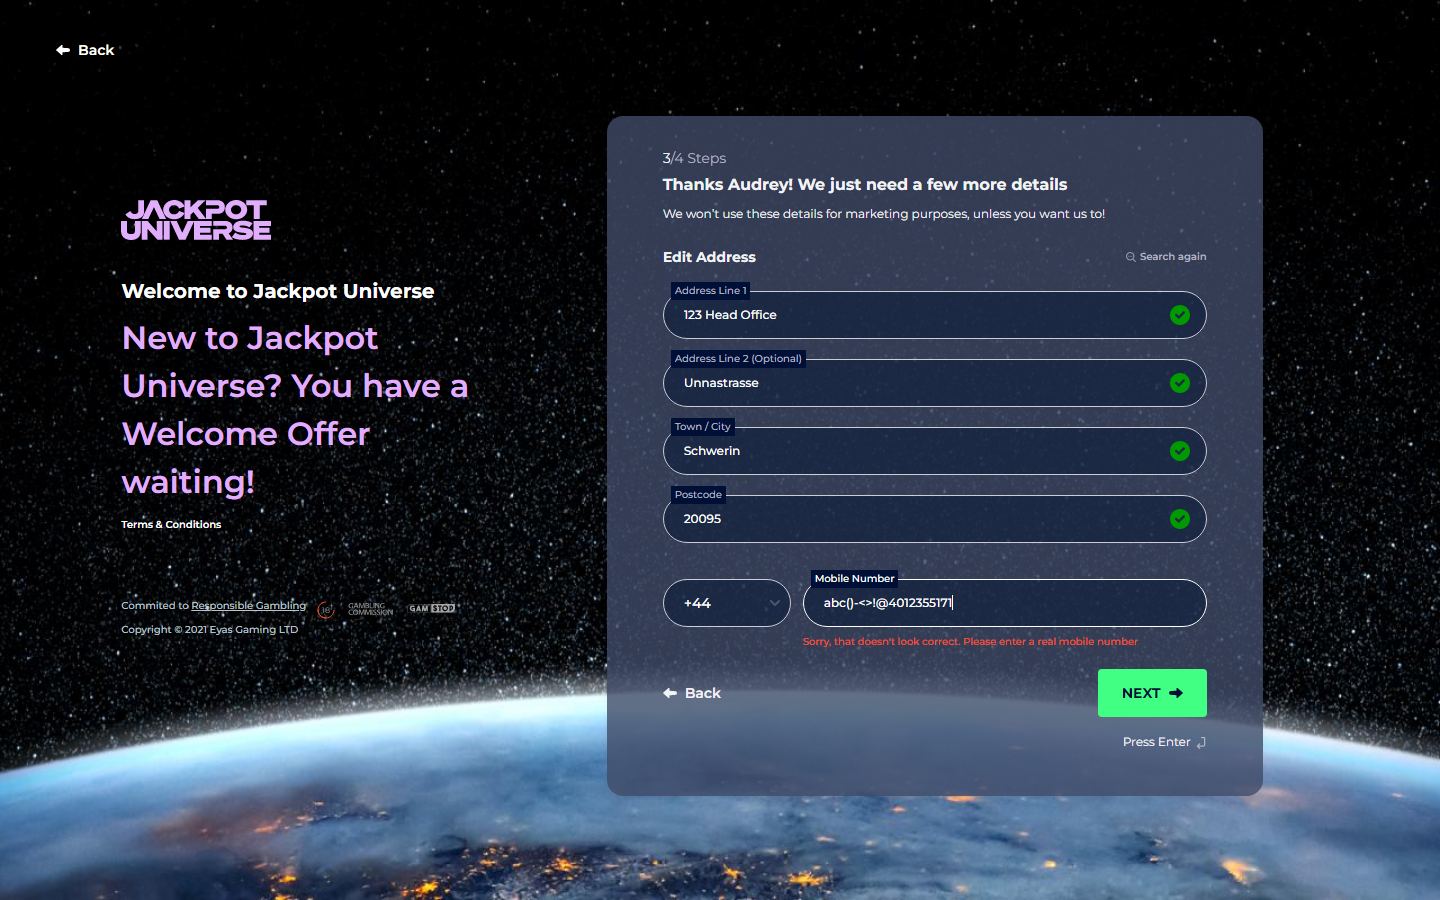 Back
JACKPOT
UNIVERSE
Welcome to Jackpot Universe
New to Jackpot
Universe? You have a
Welcome Offer
waiting!
Terms & Conditions
Commited to Responsible Gambling
18+
GAMBLING
COMMISSION
GAMSTOP
Copyright © 2021 Eyas Gaming LTD
3/4 Steps
Thanks Audrey! We just need a few more details
We won't use these details for marketing purposes, unless you want us to!
Edit Address
Search again
Address Line 1
123 Head Office
Address Line 2 (Optional)
Unnastrasse
Town / City
Schwerin
Postcode
20095
+44
Mobile Number
abc()-<>!@4012355171
Sorry, that doesn't look correct. Please enter a real mobile number
Back
NEXT
Press Enter